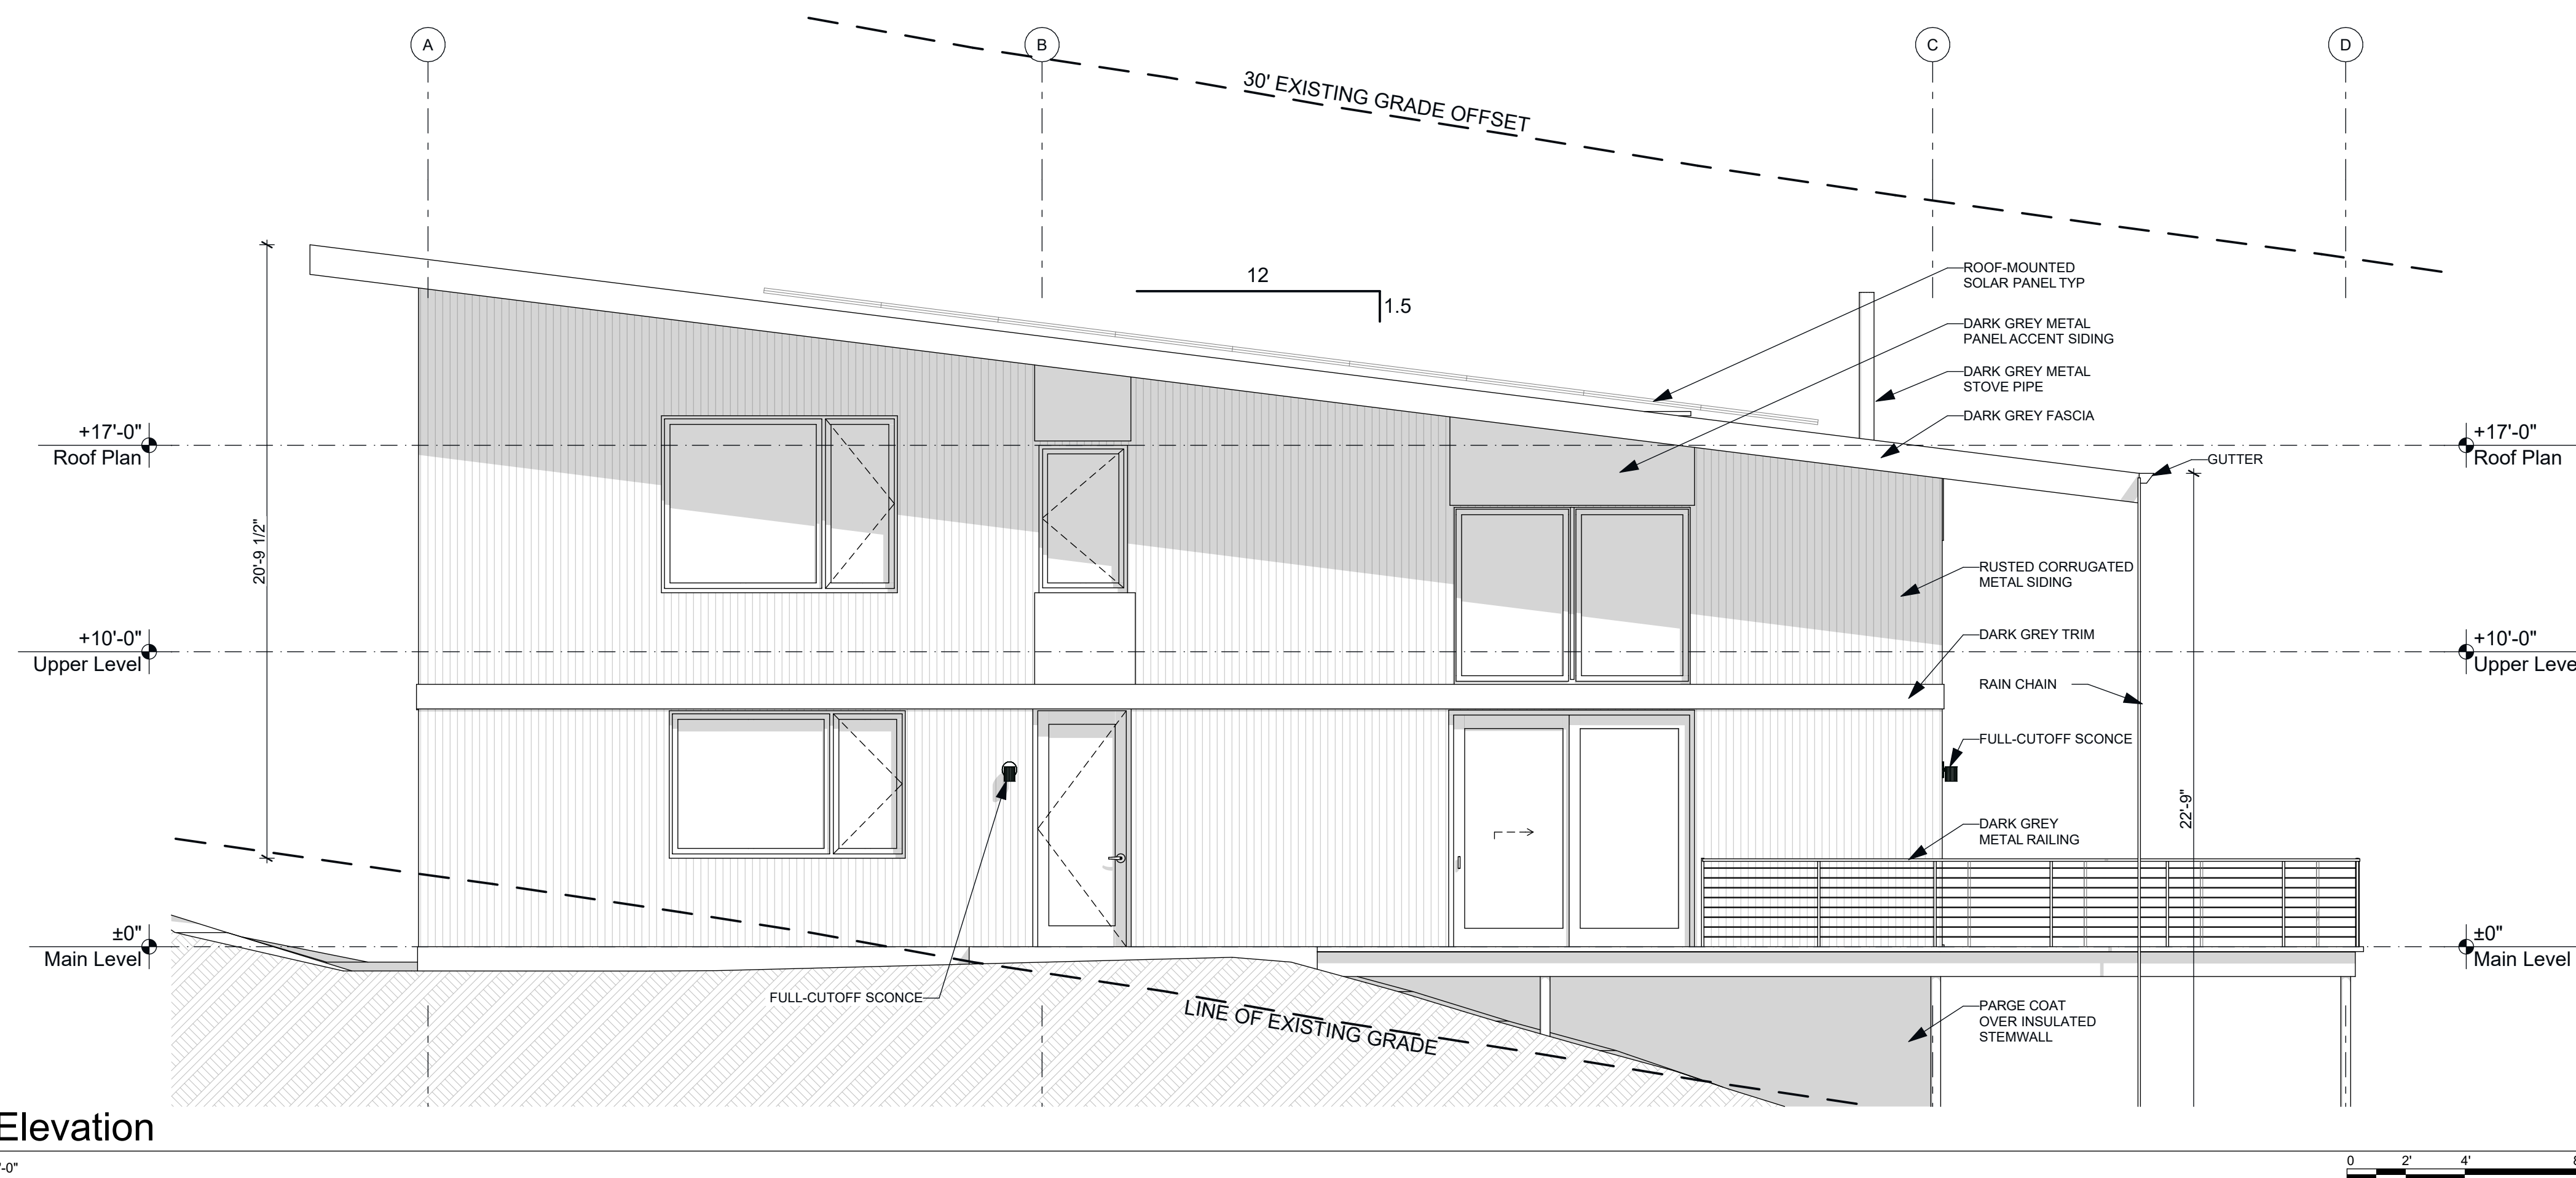 A
B
C
D
30' EXISTING GRADE OFFSET
12
1.5
ROOF-MOUNTED
SOLAR PANEL TYP
DARK GREY METAL
PANEL ACCENT SIDING
DARK GREY METAL
STOVE PIPE
DARK GREY FASCIA
+17'-0"
Roof Plan
+17'-0"
Roof Plan
GUTTER
20'-9 1/2"
RUSTED CORRUGATED
METAL SIDING
+10'-0"
Upper Level
DARK GREY TRIM
+10'-0"
Upper Leve
RAIN CHAIN
FULL-CUTOFF SCONCE
22'-9"
DARK GREY
METAL RAILING
±0"
Main Level
±0"
Main Level
FULL-CUTOFF SCONCE
LINE OF EXISTING GRADE
PARGE COAT
OVER INSULATED
STEMWALL
Elevation
'-0"
0 2' 4' 8